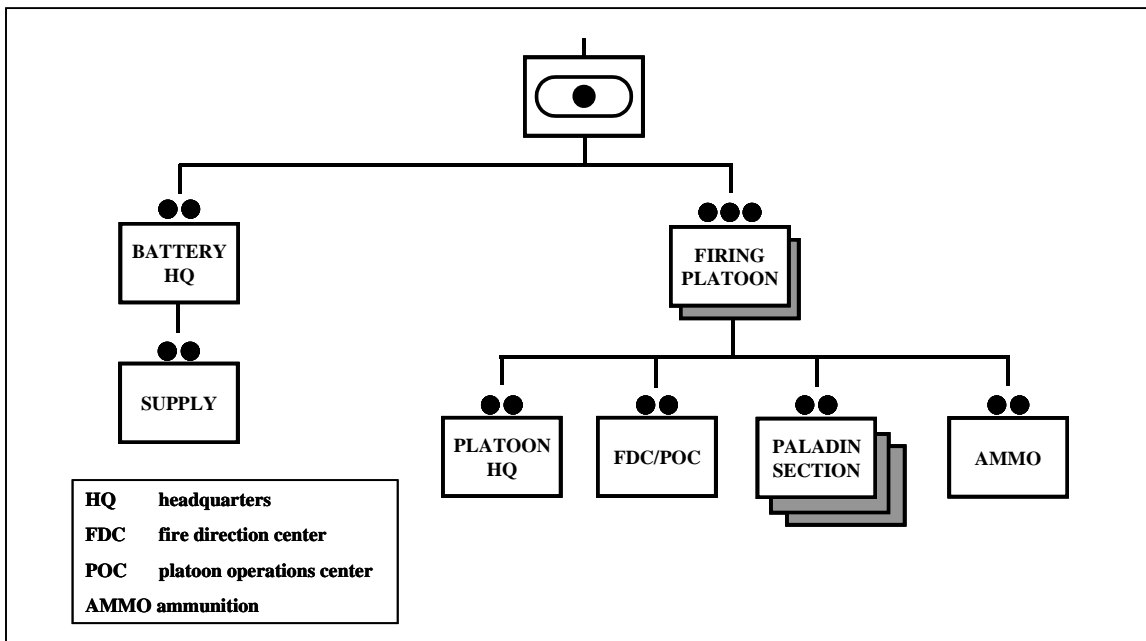 BATTERY
HQ
FIRING
PLATOON
SUPPLY
PLATOON
HQ
FDC/POC
PALADIN
SECTION
AMMO
HQ headquarters
FDC fire direction center
POC platoon operations center
AMMO ammunition